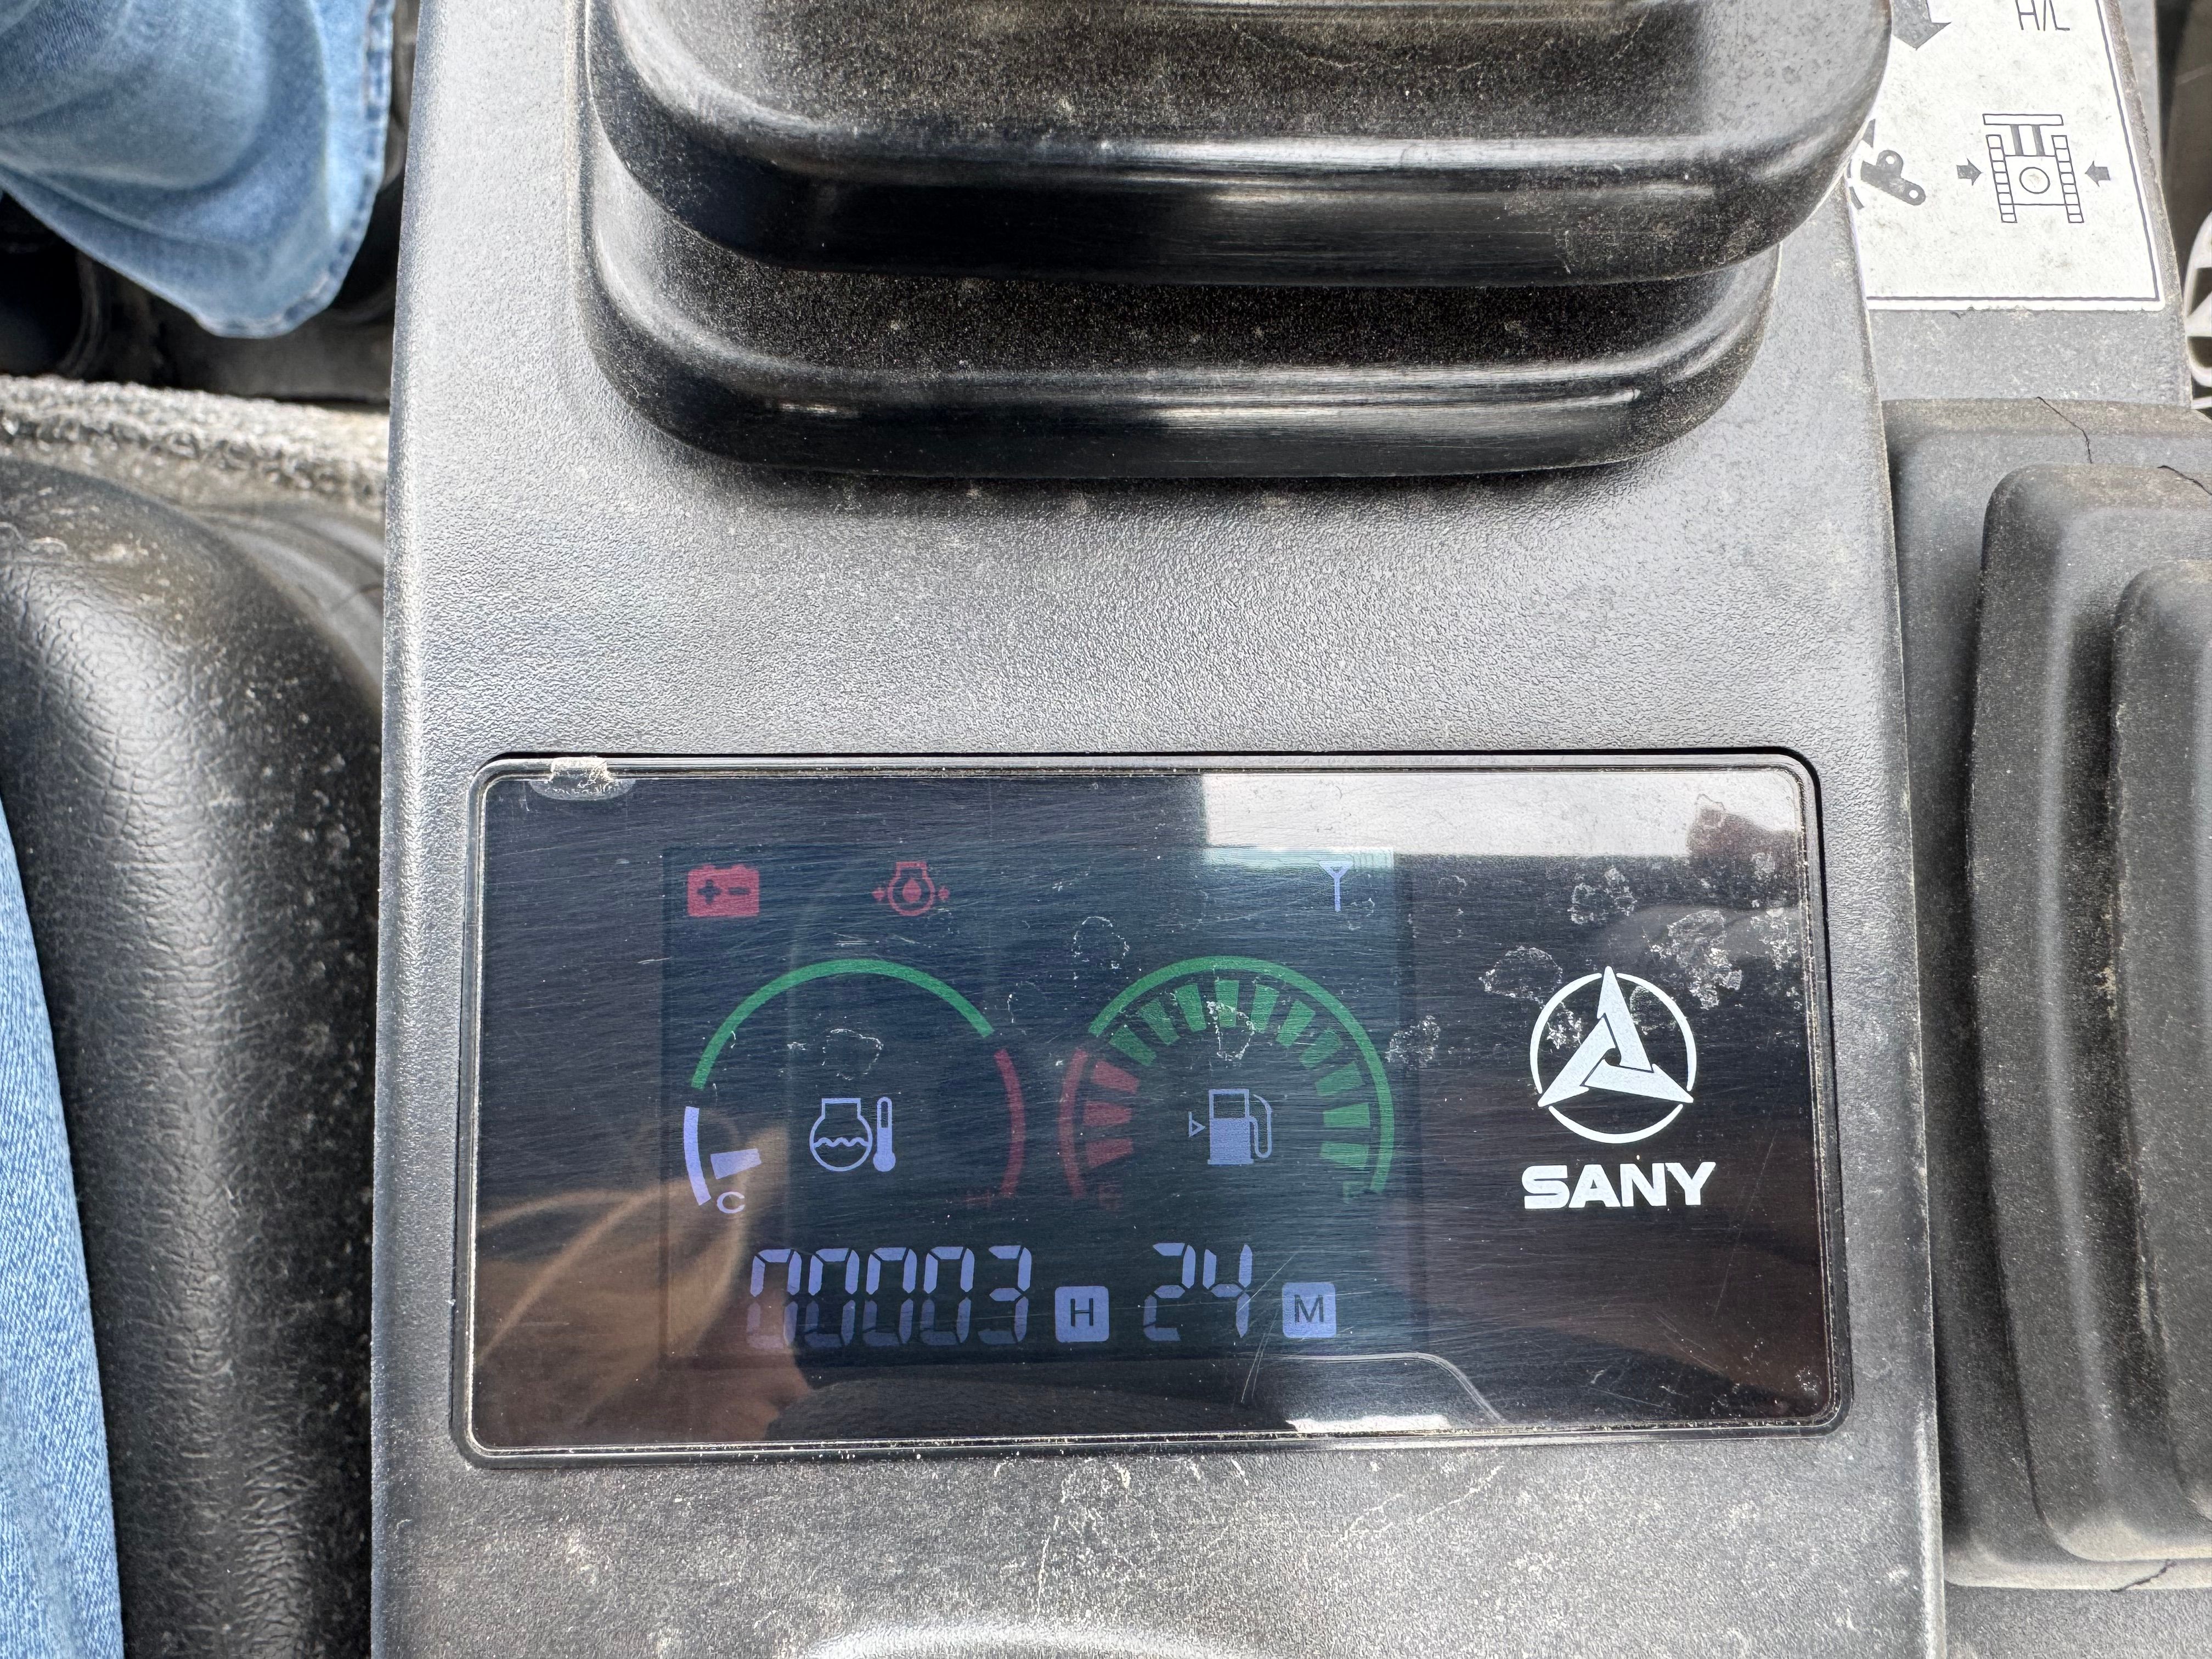 H/L
C H E F
SANY
00003 H 24 M